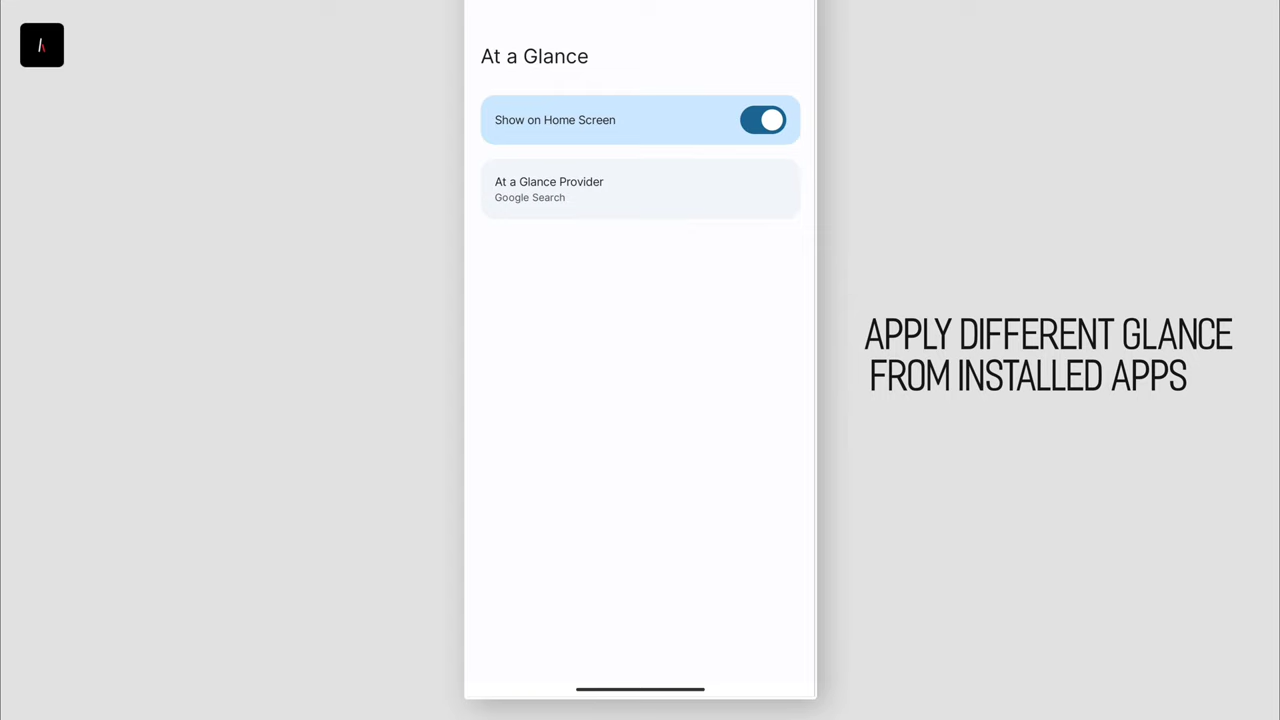 At a Glance
Show on Home Screen
At a Glance Provider
Google Search
APPLY DIFFERENT GLANCE
FROM INSTALLED APPS